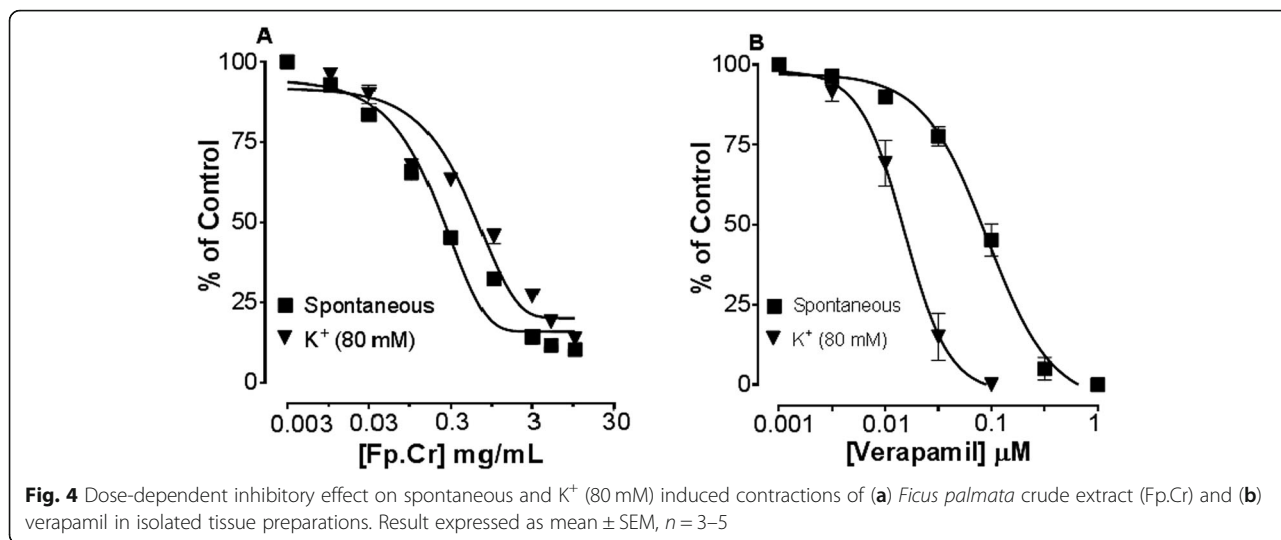 A
100
75
50
25
0
% of Control
■ Spontaneous
▼ K⁺ (80 mM)
0.003 0.03 0.3 3 30
[Fp.Cr] mg/mL
B
100
75
50
25
0
% of Control
■ Spontaneous
▼ K⁺ (80 mM)
0.001 0.01 0.1 1
[Verapamil] µM
Fig. 4 Dose-dependent inhibitory effect on spontaneous and K⁺ (80 mM) induced contractions of (a) Ficus palmata crude extract (Fp.Cr) and (b)
verapamil in isolated tissue preparations. Result expressed as mean ± SEM, n = 3–5